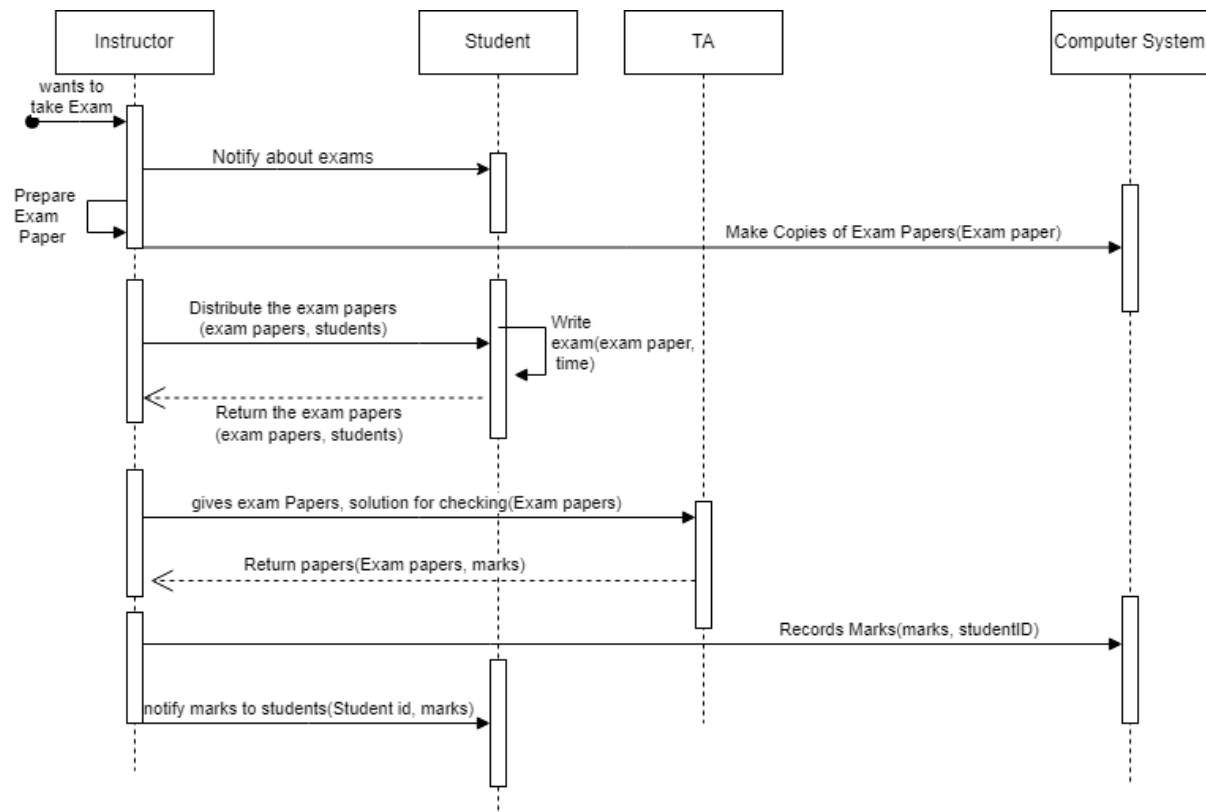 Instructor
Student
TA
Computer System
wants to
take Exam
Notify about exams
Prepare
Exam
Paper
Make Copies of Exam Papers(Exam paper)
Distribute the exam papers
(exam papers, students)
Write
exam(exam paper,
time)
Return the exam papers
(exam papers, students)
gives exam Papers, solution for checking(Exam papers)
Return papers(Exam papers, marks)
Records Marks(marks, studentID)
notify marks to students(Student id, marks)